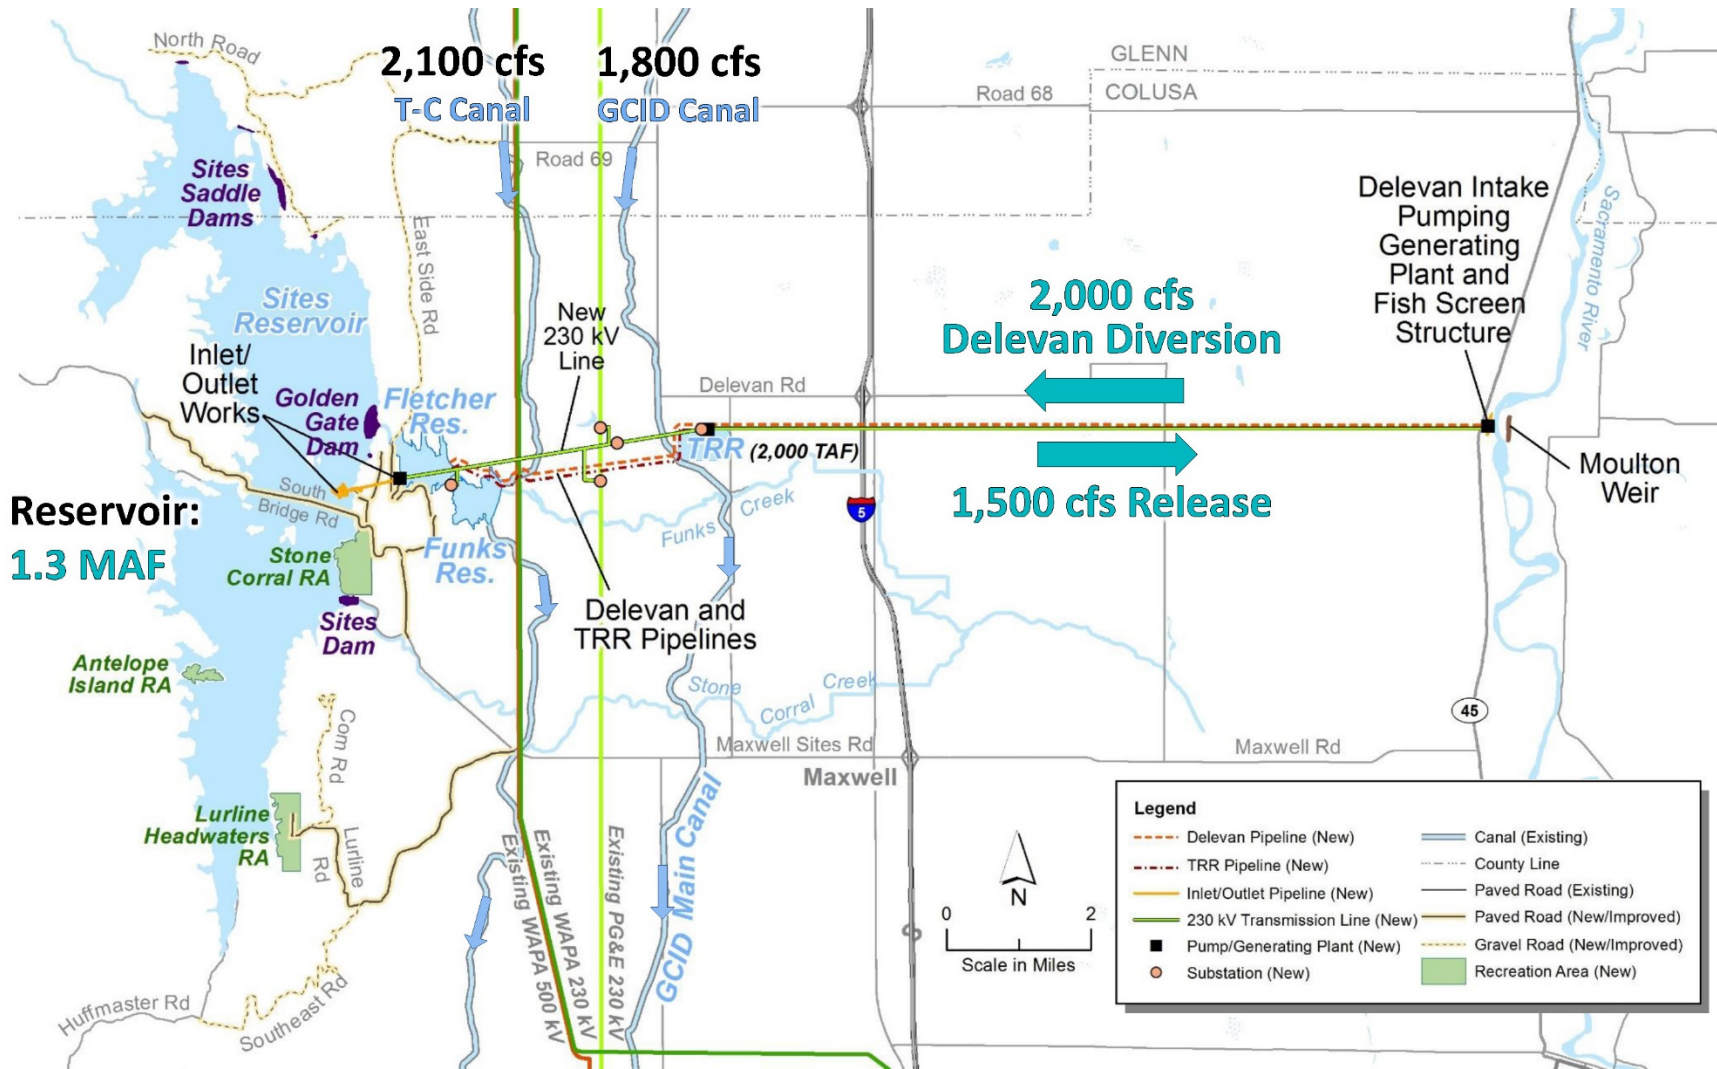 North Road
2,100 cfs
T-C Canal
1,800 cfs
GCID Canal
GLENN
COLUSA
Road 68
Road 69
Sites
Saddle
Dams
East Side Rd
Sites
Reservoir
New
230 kV
Line
Inlet/
Outlet
Works
Golden
Gate
Dam
Fletcher
Res.
Delevan Rd
2,000 cfs
Delevan Diversion
Delevan Intake
Pumping
Generating
Plant and
Fish Screen
Structure
Sacramento River
TRR (2,000 TAF)
1,500 cfs Release
Moulton
Weir
South
Bridge Rd
Reservoir:
1.3 MAF
Funks Creek
5
Stone
Corral RA
Funks
Res.
Sites
Dam
Delevan and
TRR Pipelines
Antelope
Island RA
Stone Corral Creek
45
Com Rd
Maxwell Sites Rd
Maxwell
Maxwell Rd
Lurline
Headwaters
RA
Lurline Rd
Existing WAPA 500 kV
Existing WAPA 230 kV
Existing PG&E 230 kV
GCID Main Canal
Huffmaster Rd
Southeast Rd
N
0 2
Scale in Miles
Legend
Delevan Pipeline (New)
TRR Pipeline (New)
Inlet/Outlet Pipeline (New)
230 kV Transmission Line (New)
Pump/Generating Plant (New)
Substation (New)
Canal (Existing)
County Line
Paved Road (Existing)
Paved Road (New/Improved)
Gravel Road (New/Improved)
Recreation Area (New)